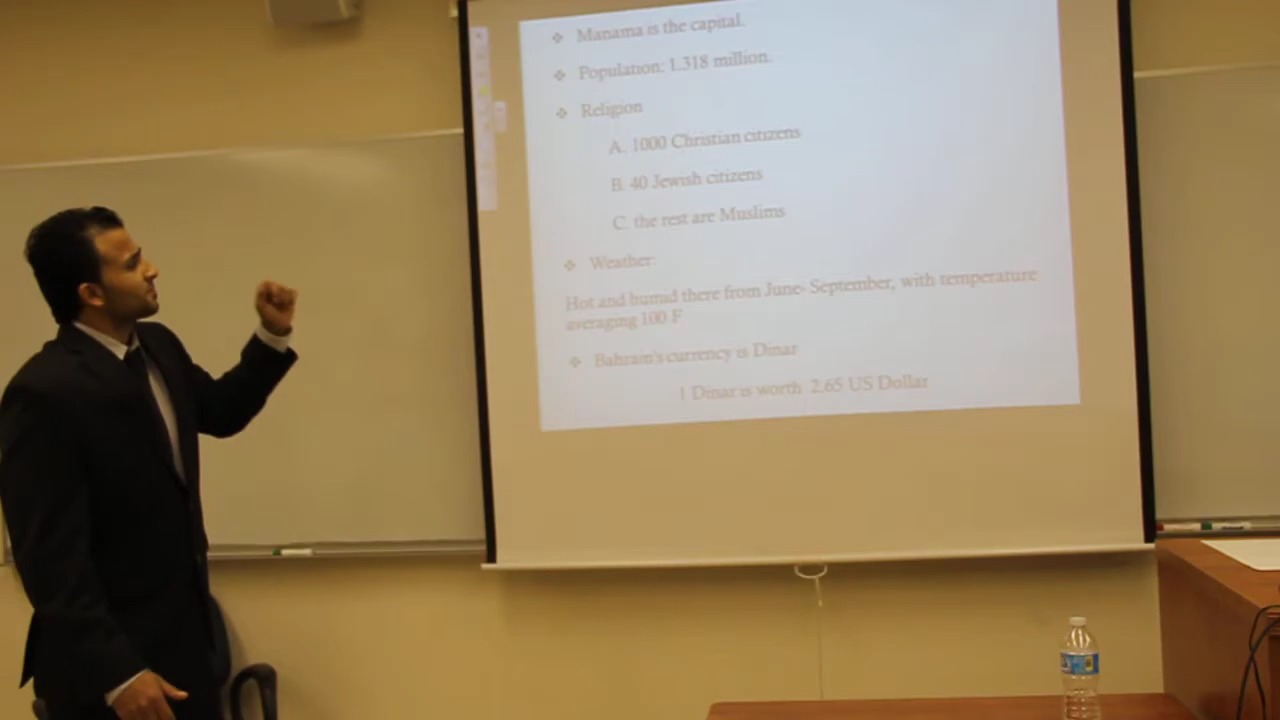 ❖ Manama is the capital.
❖ Population: 1.318 million.
❖ Religion
A. 1000 Christian citizens
B. 40 Jewish citizens
C. the rest are Muslims
❖ Weather:
Hot and humid there from June- September, with temperature
averaging 100 F
❖ Bahrain's currency is Dinar
1 Dinar is worth 2.65 US Dollar